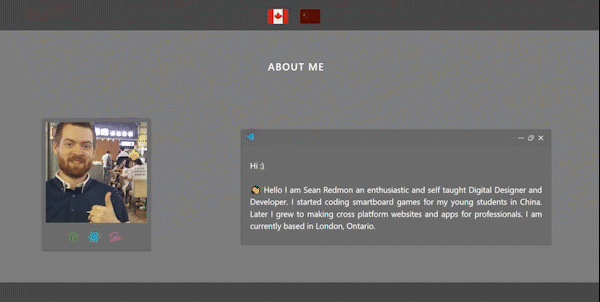 ABOUT ME
Hi :)
👋 Hello I am Sean Redmon an enthusiastic and self taught Digital Designer and
Developer. I started coding smartboard games for my young students in China.
Later I grew to making cross platform websites and apps for professionals. I am
currently based in London, Ontario.